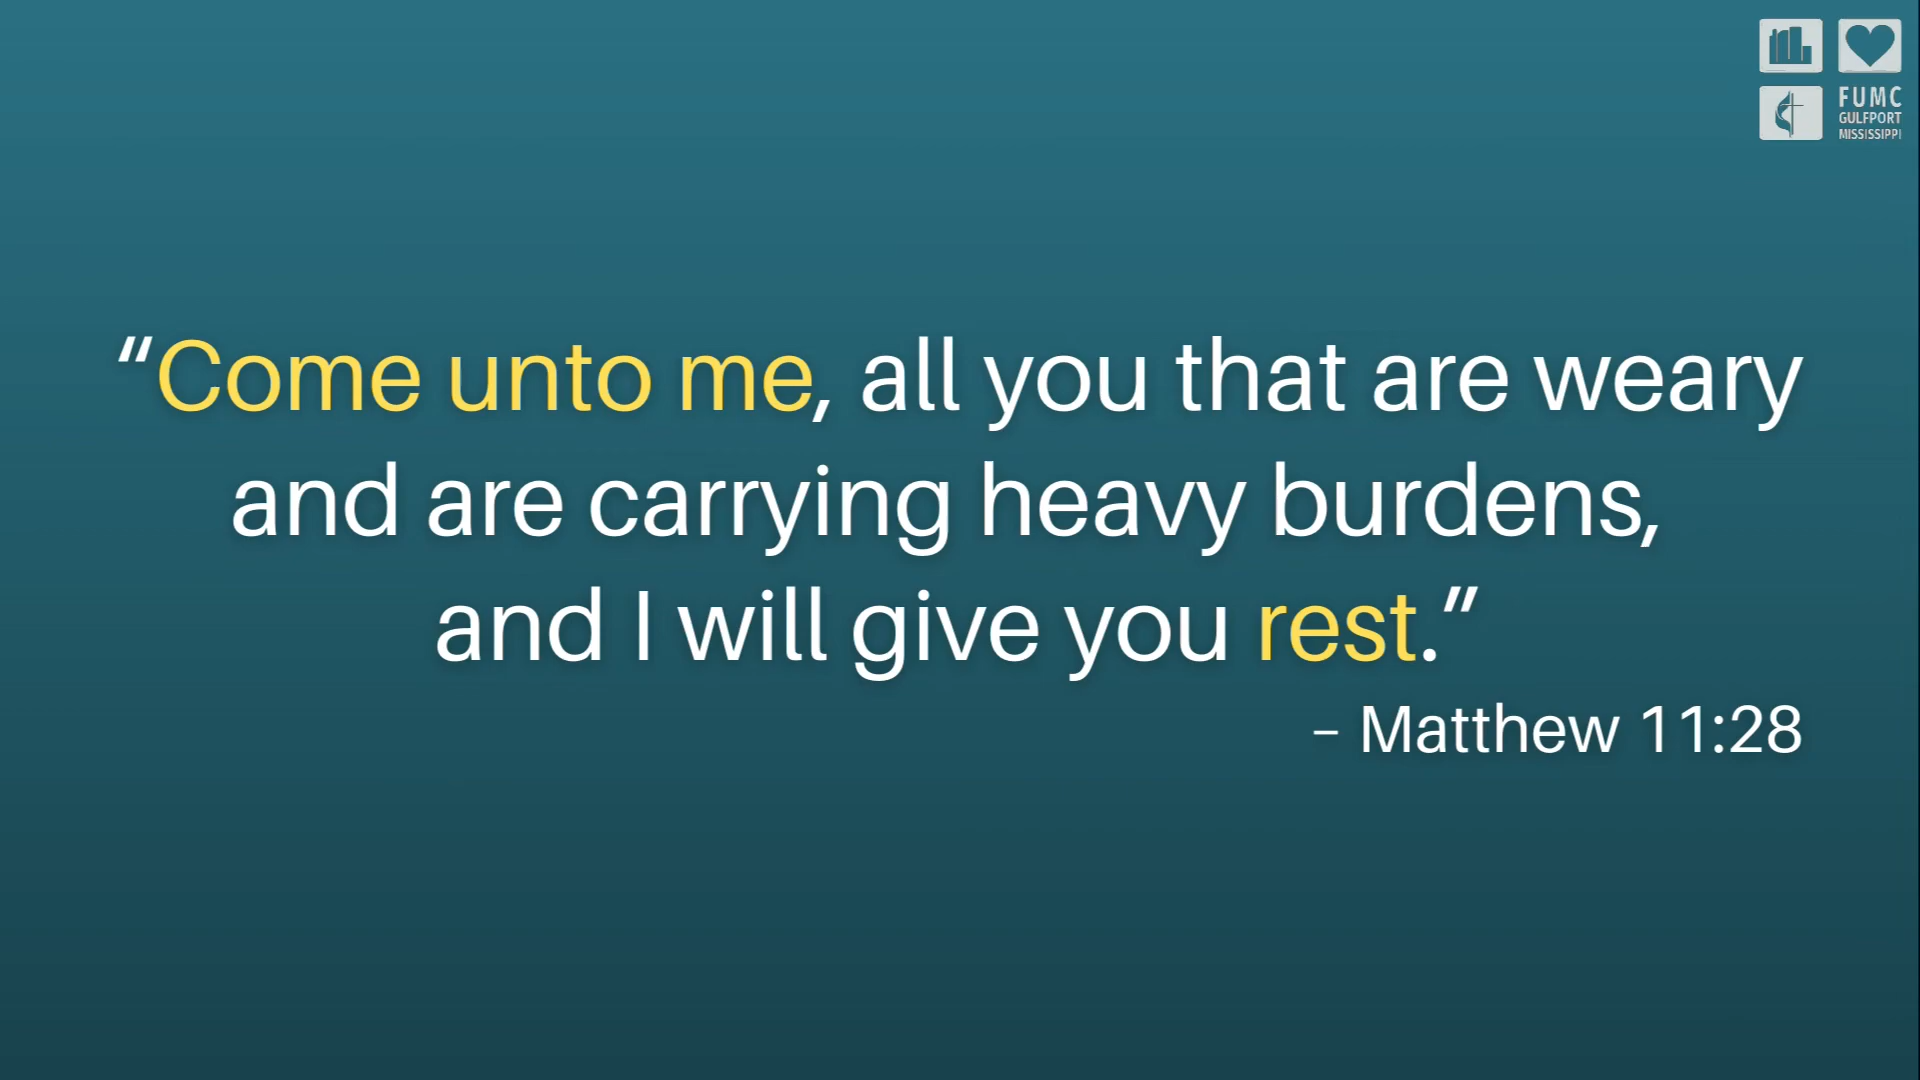 FUMC
GULFPORT
MISSISSIPPI
“Come unto me, all you that are weary
and are carrying heavy burdens,
and I will give you rest.”
– Matthew 11:28